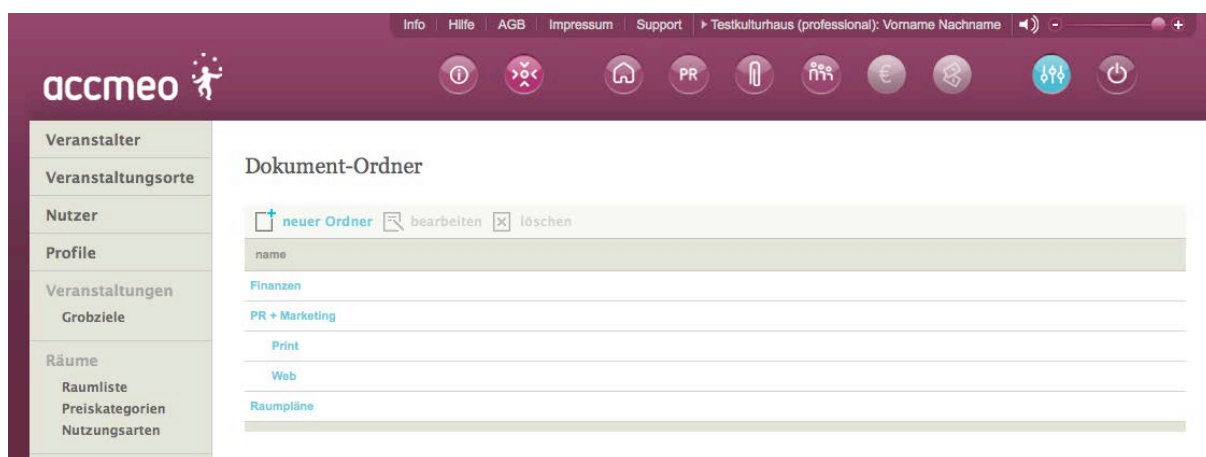 Info Hilfe AGB Impressum Support Testkulturhaus (professional): Vorname Nachname - +
accmeo PR €
Veranstalter
Veranstaltungsorte
Nutzer
Profile
Veranstaltungen
Grobziele
Räume
Raumliste
Preiskategorien
Nutzungsarten
Dokument-Ordner
neuer Ordner bearbeiten löschen
name
Finanzen
PR + Marketing
Print
Web
Raumpläne